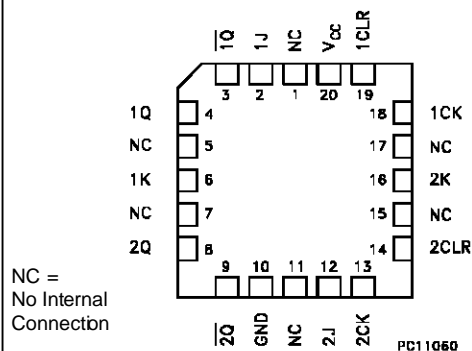 1Q̅ 1J NC VCC 1CLR
3 2 1 20 19
1Q 4 18 1CK
NC 5 17 NC
1K 6 16 2K
NC 7 15 NC
2Q 8 14 2CLR
9 10 11 12 13
2Q̅ GND NC 2J 2CK
NC =
No Internal
Connection
PC11060